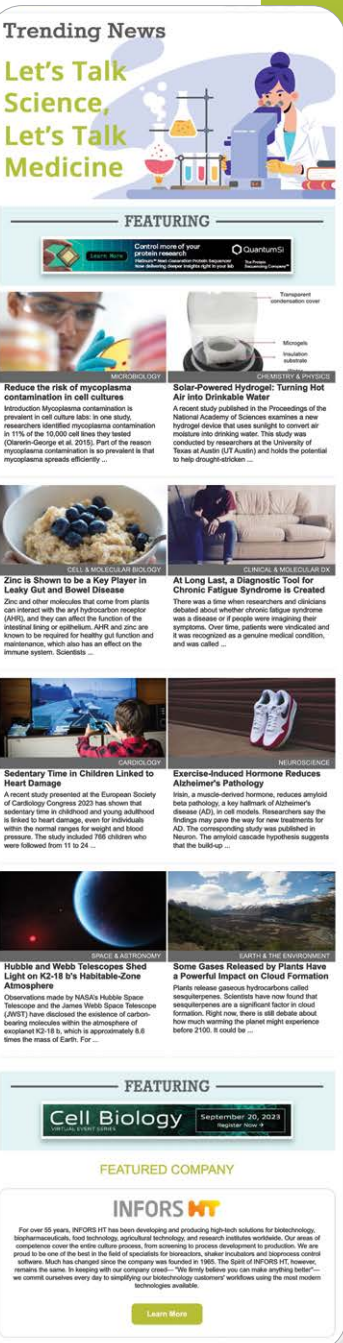 Trending News
Let's Talk
Science,
Let's Talk
Medicine
FEATURING
Learn More
Control more of your
protein research
Platinum™ Next-Generation Protein Sequencer
Now delivering deeper insights right in your lab
QuantumSi
The Protein
Sequencing Company™
MICROBIOLOGY
Reduce the risk of mycoplasma
contamination in cell cultures
Introduction Mycoplasma contamination is
prevalent in cell culture labs: in one study,
researchers identified mycoplasma contamination
in 11% of the 10,000 cell lines they tested
(Olarerin-George et al. 2015). Part of the reason
mycoplasma contamination is so prevalent is that
mycoplasma spreads efficiently ...
Transparent
condensation cover
Microgels
Insulation
substrate
CHEMISTRY & PHYSICS
Solar-Powered Hydrogel: Turning Hot
Air into Drinkable Water
A recent study published in the Proceedings of the
National Academy of Sciences examines a new
hydrogel device that uses sunlight to convert air
moisture into drinking water. This study was
conducted by researchers at the University of
Texas at Austin (UT Austin) and holds the potential
to help drought-stricken ...
CELL & MOLECULAR BIOLOGY
Zinc is Shown to be a Key Player in
Leaky Gut and Bowel Disease
Zinc and other molecules that come from plants
can interact with the aryl hydrocarbon receptor
(AHR), and they can affect the function of the
intestinal lining or epithelium. AHR and zinc are
known to be required for healthy gut function and
maintenance, which also has an effect on the
immune system. Scientists ...
CLINICAL & MOLECULAR DX
At Long Last, a Diagnostic Tool for
Chronic Fatigue Syndrome is Created
There was a time when researchers and clinicians
debated about whether chronic fatigue syndrome
was a disease or if people were imagining their
symptoms. Over time, patients were vindicated and
it was recognized as a genuine medical condition,
and was called ...
CARDIOLOGY
Sedentary Time in Children Linked to
Heart Damage
A recent study presented at the European Society
of Cardiology Congress 2023 has shown that
sedentary time in childhood and young adulthood
is linked to heart damage, even for individuals
within the normal ranges for weight and blood
pressure. The study included 766 children who
were followed from 11 to 24 ...
NEUROSCIENCE
Exercise-Induced Hormone Reduces
Alzheimer's Pathology
Irisin, a muscle-derived hormone, reduces amyloid
beta pathology, a key hallmark of Alzheimer's
disease (AD), in cell models. Researchers say the
findings may pave the way for new treatments for
AD. The corresponding study was published in
Neuron. The amyloid cascade hypothesis suggests
that the build-up ...
SPACE & ASTRONOMY
Hubble and Webb Telescopes Shed
Light on K2-18 b's Habitable-Zone
Atmosphere
Observations made by NASA's Hubble Space
Telescope and the James Webb Space Telescope
(JWST) have disclosed the existence of carbon-
bearing molecules within the atmosphere of
exoplanet K2-18 b, which is approximately 8.6
times the mass of Earth. For ...
EARTH & THE ENVIRONMENT
Some Gases Released by Plants Have
a Powerful Impact on Cloud Formation
Plants release gaseous hydrocarbons called
sesquiterpenes. Scientists have now found that
sesquiterpenes are a significant factor in cloud
formation. Right now, there is still debate about
how much warming the planet might experience
before 2100. It could be ...
FEATURING
Cell Biology
VIRTUAL EVENT SERIES
September 20, 2023
Register Now
FEATURED COMPANY
INFORS HT
For over 55 years, INFORS HT has been developing and producing high-tech solutions for biotechnology,
biopharmaceuticals, food technology, agricultural technology, and research institutes worldwide. Our areas of
competence cover the entire culture process, from screening to process development to production. We are
proud to be one of the best in the field of specialists for bioreactors, shaker incubators and bioprocess control
software. Much has changed since the company was founded in 1965. The Spirit of INFORS HT, however,
remains the same. In keeping with our company creed— "We firmly believe you can make anything better"—
we commit ourselves every day to simplifying our biotechnology customers' workflows using the most modern
technologies available.
Learn More